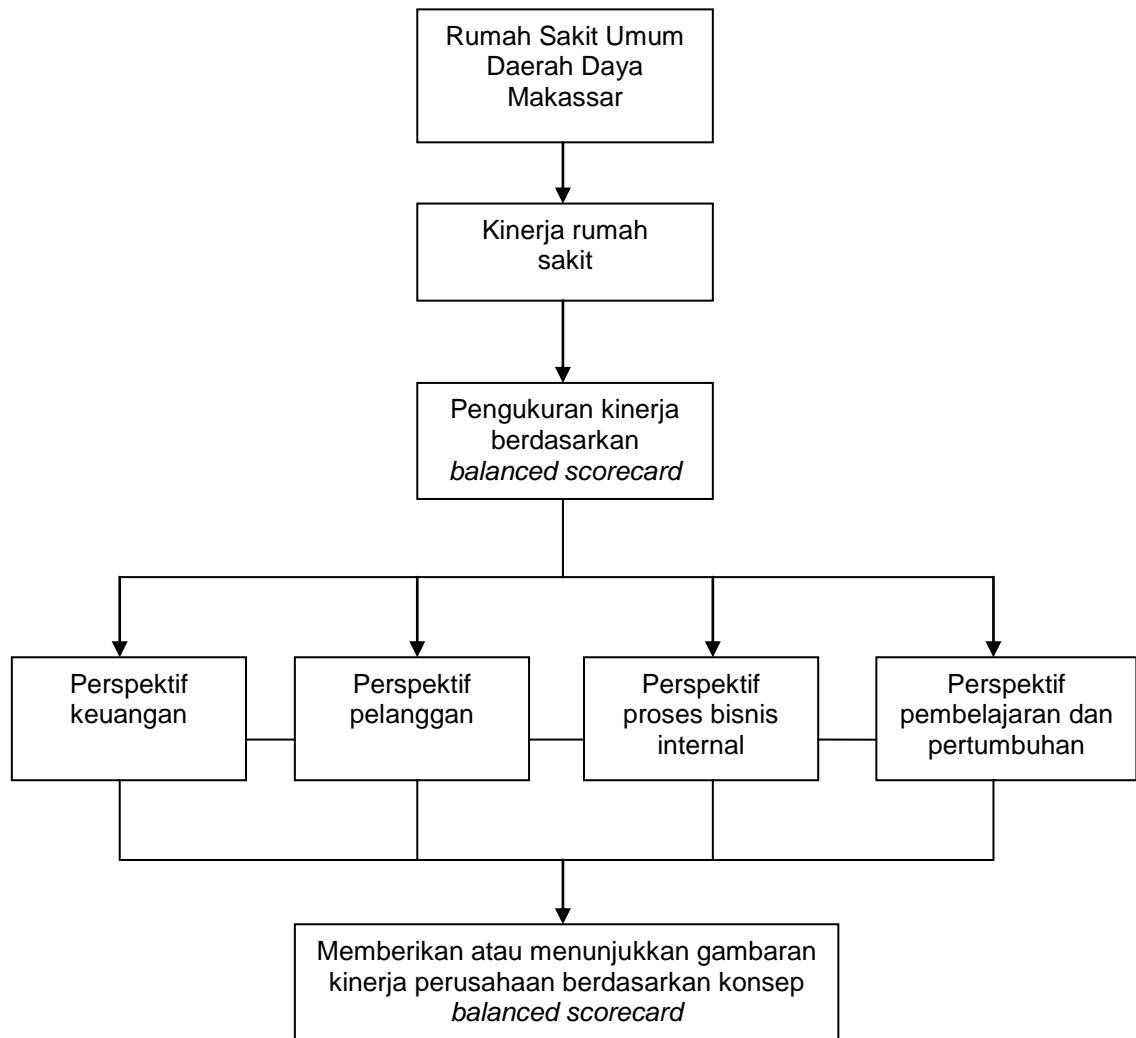 Rumah Sakit Umum
Daerah Daya
Makassar
Kinerja rumah
sakit
Pengukuran kinerja
berdasarkan
balanced scorecard
Perspektif
keuangan
Perspektif
pelanggan
Perspektif
proses bisnis
internal
Perspektif
pembelajaran dan
pertumbuhan
Memberikan atau menunjukkan gambaran
kinerja perusahaan berdasarkan konsep
balanced scorecard